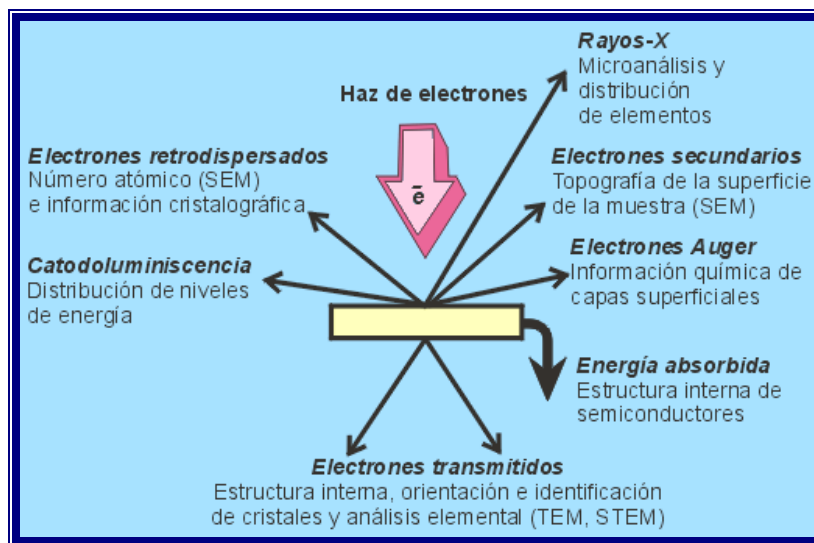 Rayos-X
Microanálisis y
distribución
de elementos
Haz de electrones
ē
Electrones retrodispersados
Número atómico (SEM)
e información cristalográfica
Electrones secundarios
Topografía de la superficie
de la muestra (SEM)
Catodoluminiscencia
Distribución de niveles
de energía
Electrones Auger
Información química de
capas superficiales
Energía absorbida
Estructura interna de
semiconductores
Electrones transmitidos
Estructura interna, orientación e identificación
de cristales y análisis elemental (TEM, STEM)